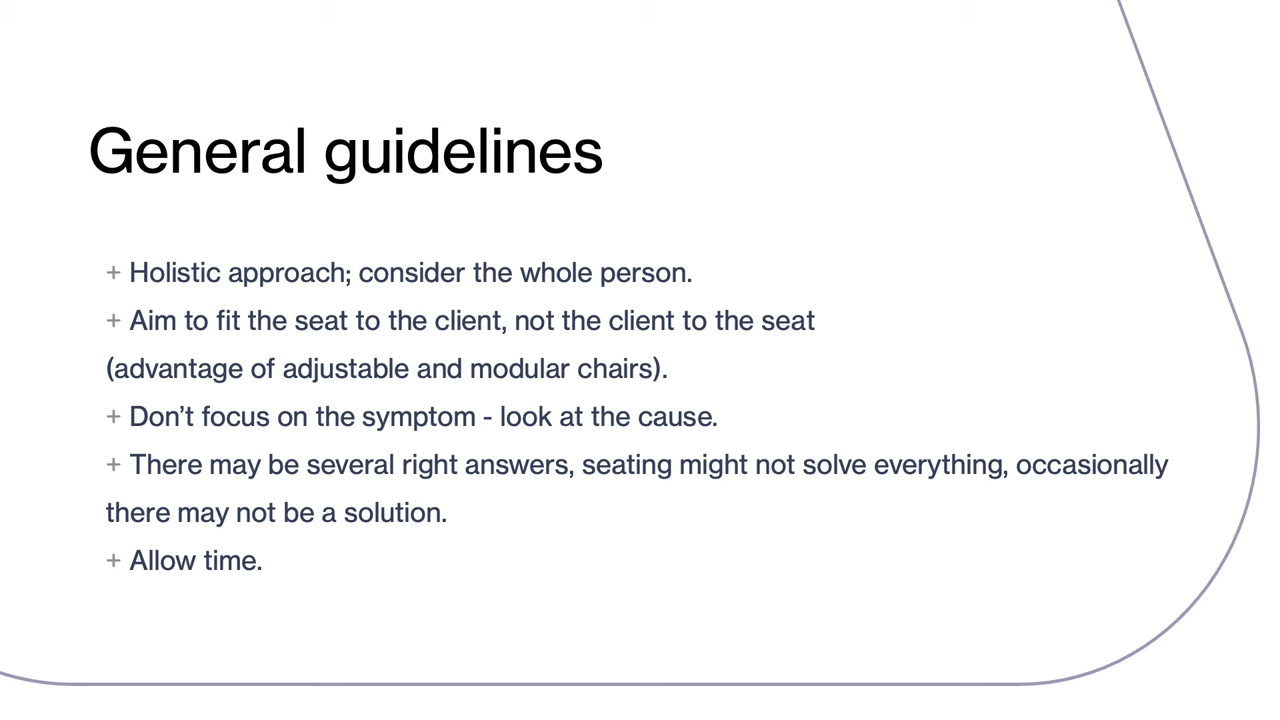 General guidelines
+ Holistic approach; consider the whole person.
+ Aim to fit the seat to the client, not the client to the seat
(advantage of adjustable and modular chairs).
+ Don’t focus on the symptom - look at the cause.
+ There may be several right answers, seating might not solve everything, occasionally
there may not be a solution.
+ Allow time.